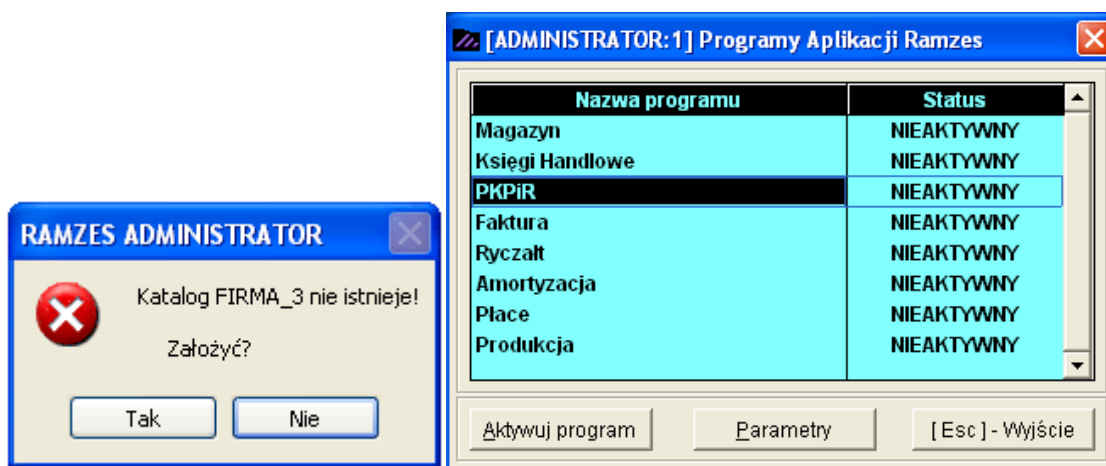 RAMZES ADMINISTRATOR
Katalog FIRMA_3 nie istnieje!
Założyć?
Tak Nie
[ADMINISTRATOR:1] Programy Aplikacji Ramzes
Nazwa programu Status
Magazyn NIEAKTYWNY
Księgi Handlowe NIEAKTYWNY
PKPiR NIEAKTYWNY
Faktura NIEAKTYWNY
Ryczałt NIEAKTYWNY
Amortyzacja NIEAKTYWNY
Płace NIEAKTYWNY
Produkcja NIEAKTYWNY
Aktywuj program Parametry [ Esc ] - Wyjście